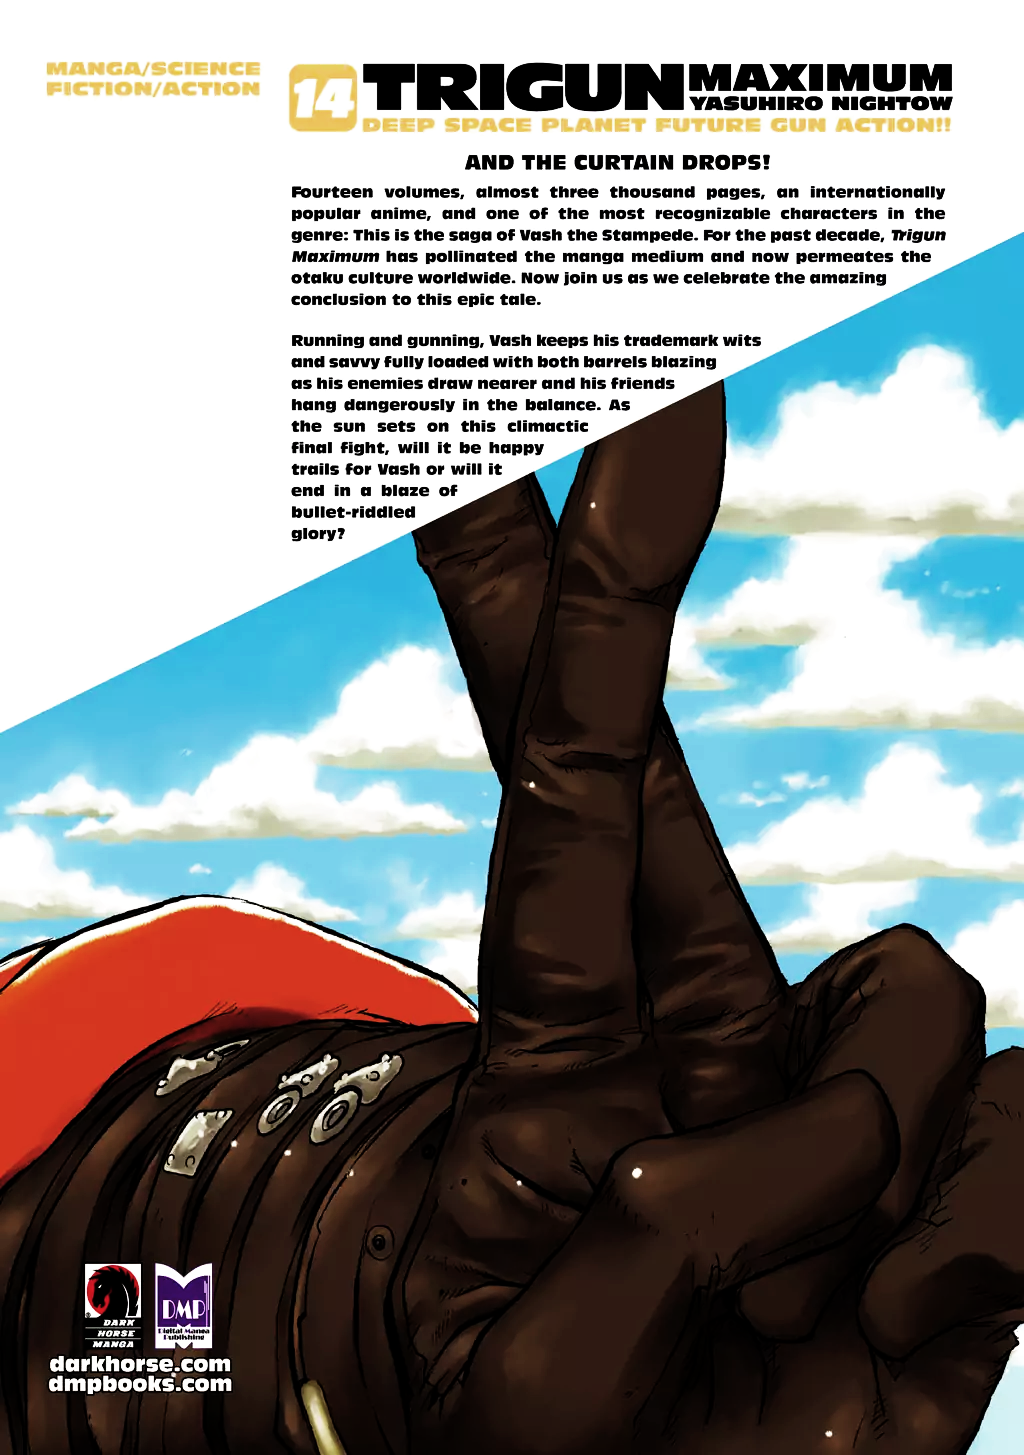 MANGA/SCIENCE
FICTION/ACTION
14 TRIGUN MAXIMUM
YASUHIRO NIGHTOW
DEEP SPACE PLANET FUTURE GUN ACTION!!
AND THE CURTAIN DROPS!
Fourteen volumes, almost three thousand pages, an internationally
popular anime, and one of the most recognizable characters in the
genre: This is the saga of Vash the Stampede. For the past decade, Trigun
Maximum has pollinated the manga medium and now permeates the
otaku culture worldwide. Now join us as we celebrate the amazing
conclusion to this epic tale.
Running and gunning, Vash keeps his trademark wits
and savvy fully loaded with both barrels blazing
as his enemies draw nearer and his friends
hang dangerously in the balance. As
the sun sets on this climactic
final fight, will it be happy
trails for Vash or will it
end in a blaze of
bullet-riddled
glory?
DARK
HORSE
MANGA
DMP
Digital Manga
Publishing
darkhorse.com
dmpbooks.com